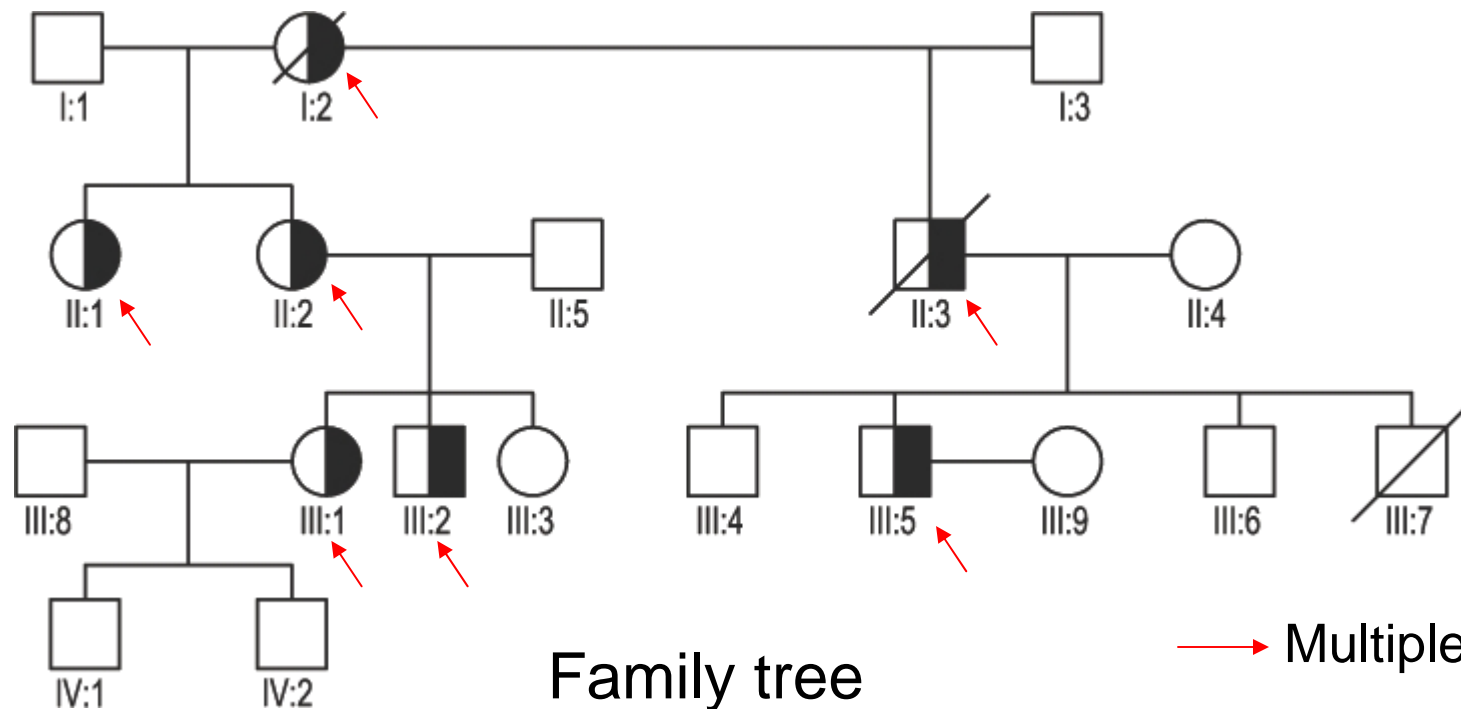 I:1 I:2 I:3
II:1 II:2 II:5 II:3 II:4
III:8 III:1 III:2 III:3 III:4 III:5 III:9 III:6 III:7
IV:1 IV:2
Family tree
Multiple